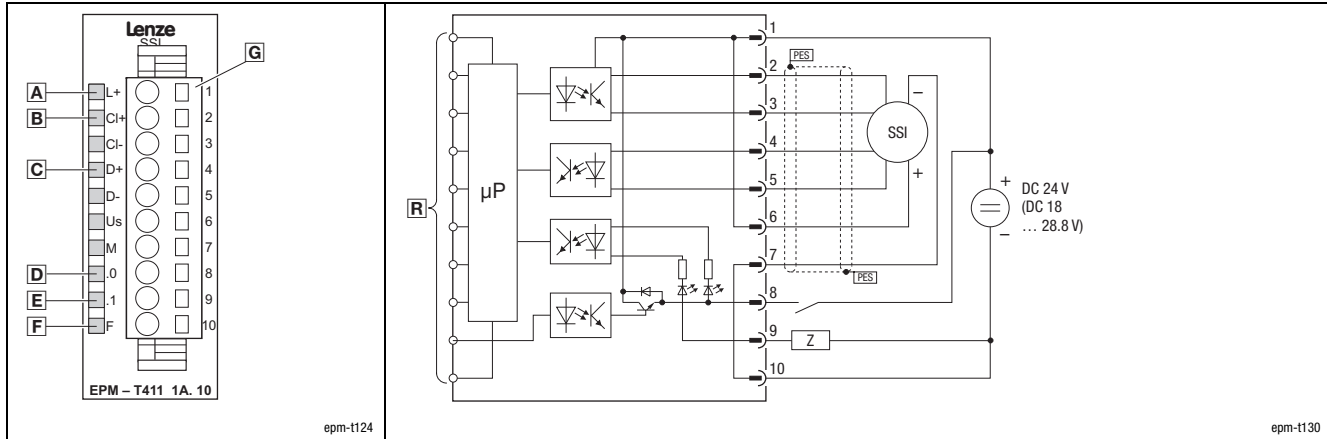 Lenze
SSI
G
A L+ 1
B Cl+ 2
Cl- 3
C D+ 4
D- 5
Us 6
M 7
D .0 8
E .1 9
F F 10
EPM – T411 1A. 10
epm-t124
R
µP
1
2
3
4
5
6
7
8
9
10
PES
PES
SSI
–
+
Z
+
–
DC 24 V
(DC 18
... 28.8 V)
epm-t130